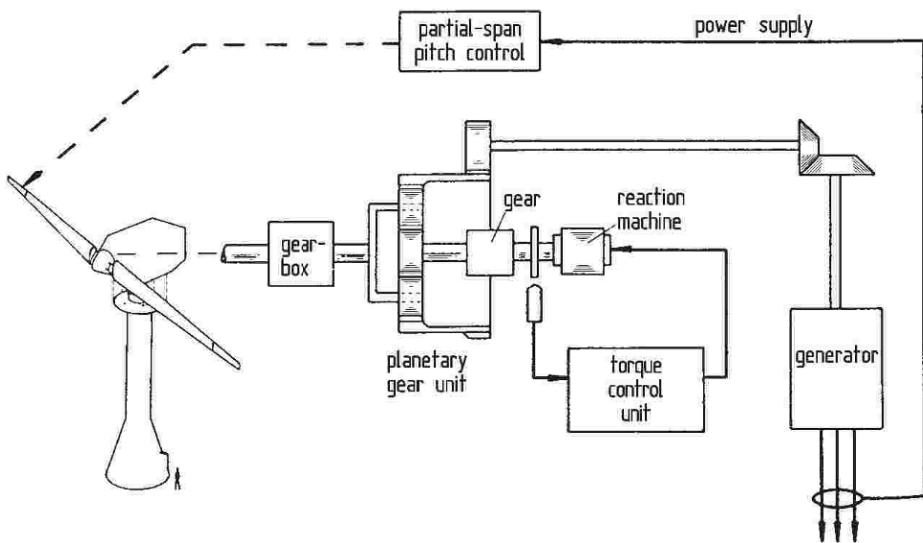 partial-span
pitch control
power supply
gear-
box
gear
reaction
machine
planetary
gear unit
torque
control
unit
generator